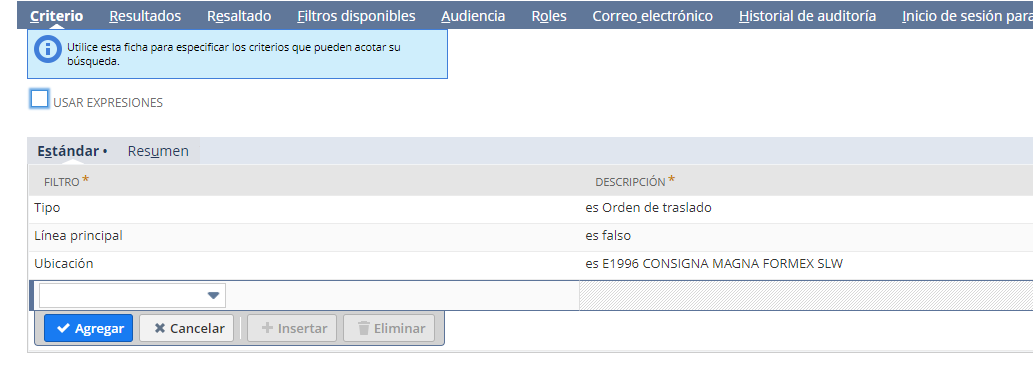 Criterio Resultados Resaltado Filtros disponibles Audiencia Roles Correo electrónico Historial de auditoría Inicio de sesión para
Utilice esta ficha para especificar los criterios que pueden acotar su
búsqueda.
USAR EXPRESIONES
Estándar • Resumen
FILTRO * DESCRIPCIÓN *
Tipo es Orden de traslado
Línea principal es falso
Ubicación es E1996 CONSIGNA MAGNA FORMEX SLW
Agregar Cancelar Insertar Eliminar